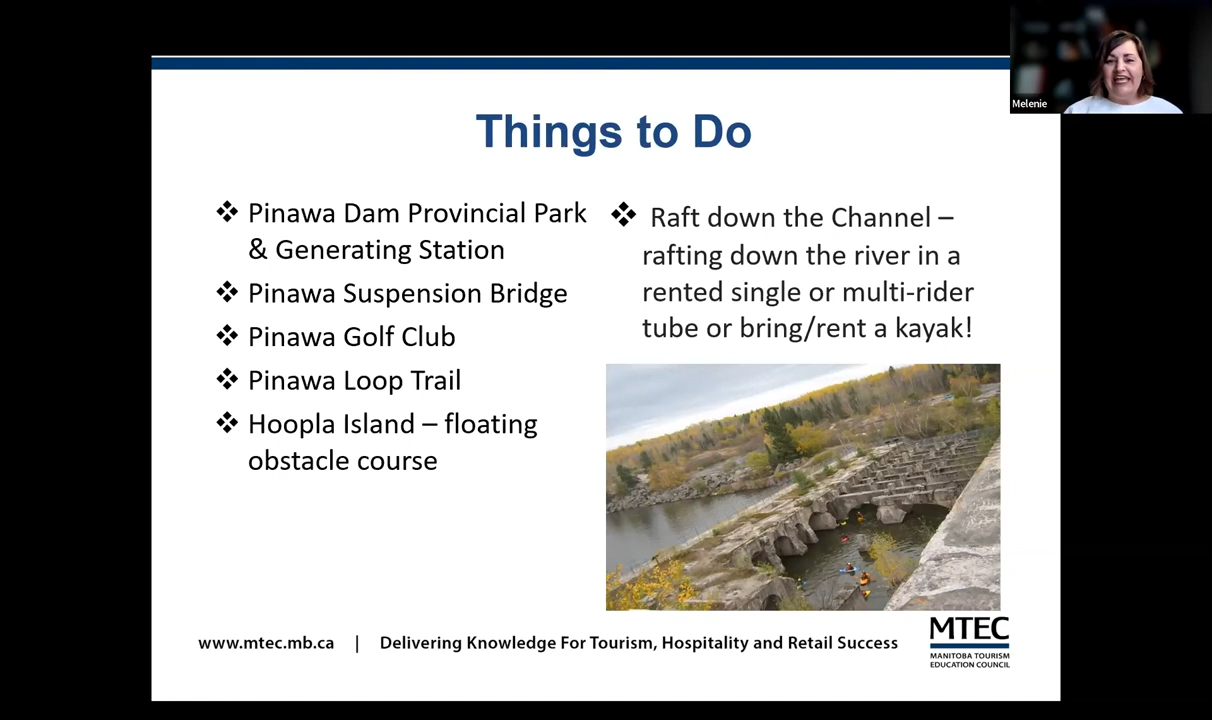 Melenie
Things to Do
❖ Pinawa Dam Provincial Park
& Generating Station
❖ Pinawa Suspension Bridge
❖ Pinawa Golf Club
❖ Pinawa Loop Trail
❖ Hoopla Island – floating
obstacle course
❖ Raft down the Channel –
rafting down the river in a
rented single or multi-rider
tube or bring/rent a kayak!
www.mtec.mb.ca | Delivering Knowledge For Tourism, Hospitality and Retail Success
MTEC
MANITOBA TOURISM
EDUCATION COUNCIL